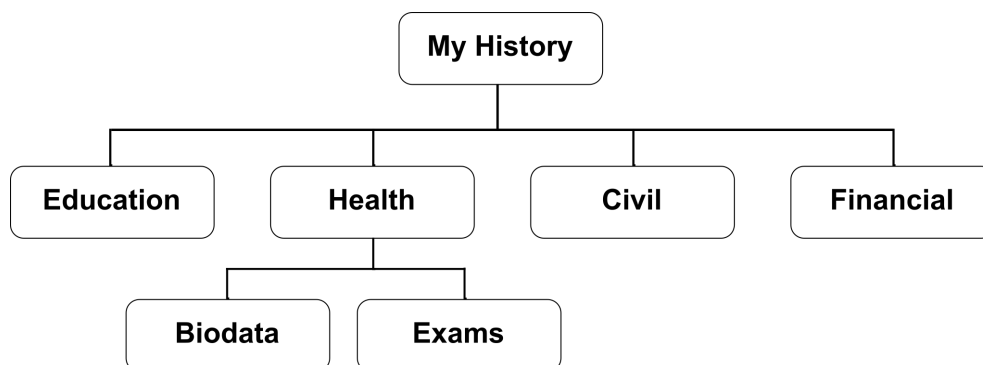 My History
Education
Health
Civil
Financial
Biodata
Exams